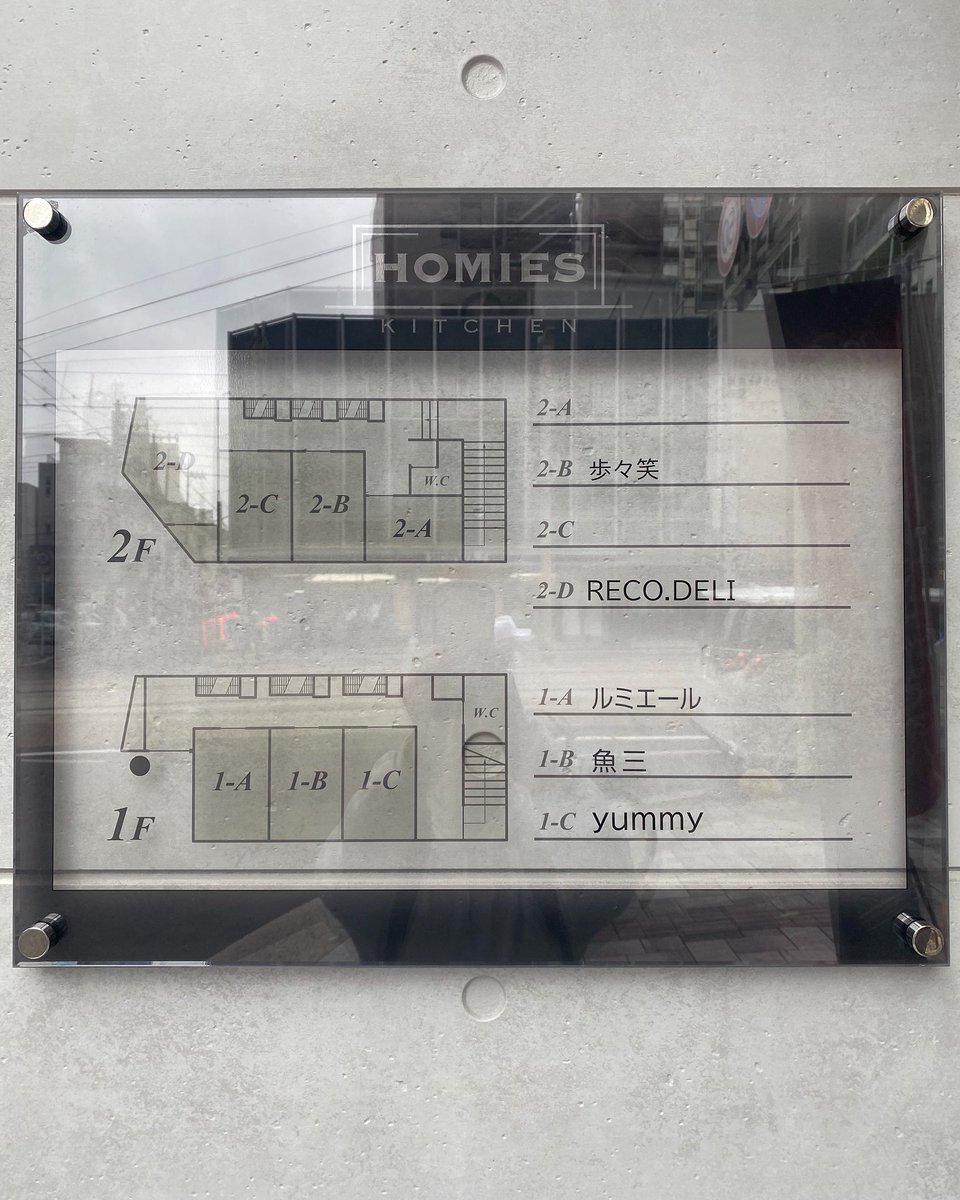 HOMIES
KITCHEN
2-D
2-C
2-B
W.C
2-A
2F
2-A
2-B 歩々笑
2-C
2-D RECO.DELI
W.C
1-A
1-B
1-C
1F
1-A ルミエール
1-B 魚三
1-C yummy